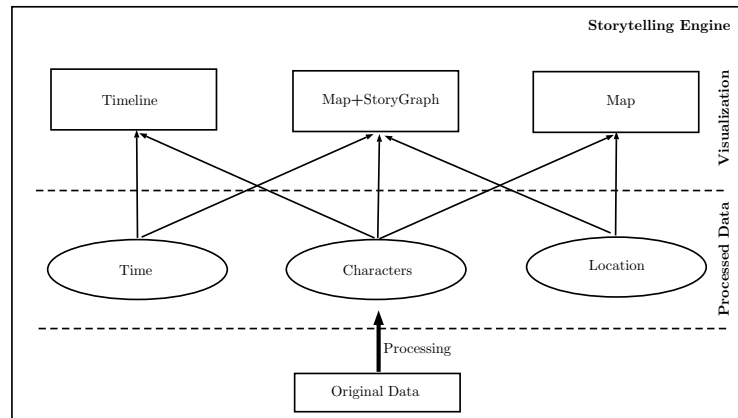 Storytelling Engine
Timeline
Map+StoryGraph
Map
Visualization
Time
Characters
Location
Processed Data
Processing
Original Data